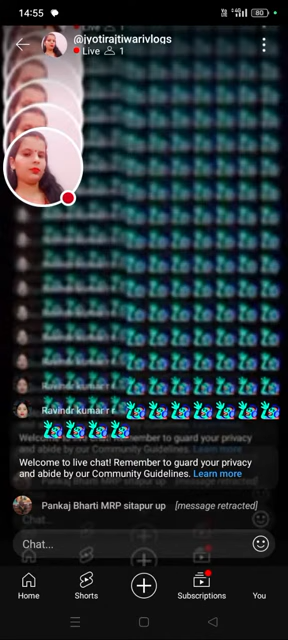 14:55
80
@jyotirajtiwarivlogs
Live 1
Ravindr kumar r r
Welcome to live chat! Remember to guard your privacy
and abide by our Community Guidelines. Learn more
Pankaj Bharti MRP sitapur up [message retracted]
Chat...
Home Shorts Subscriptions You